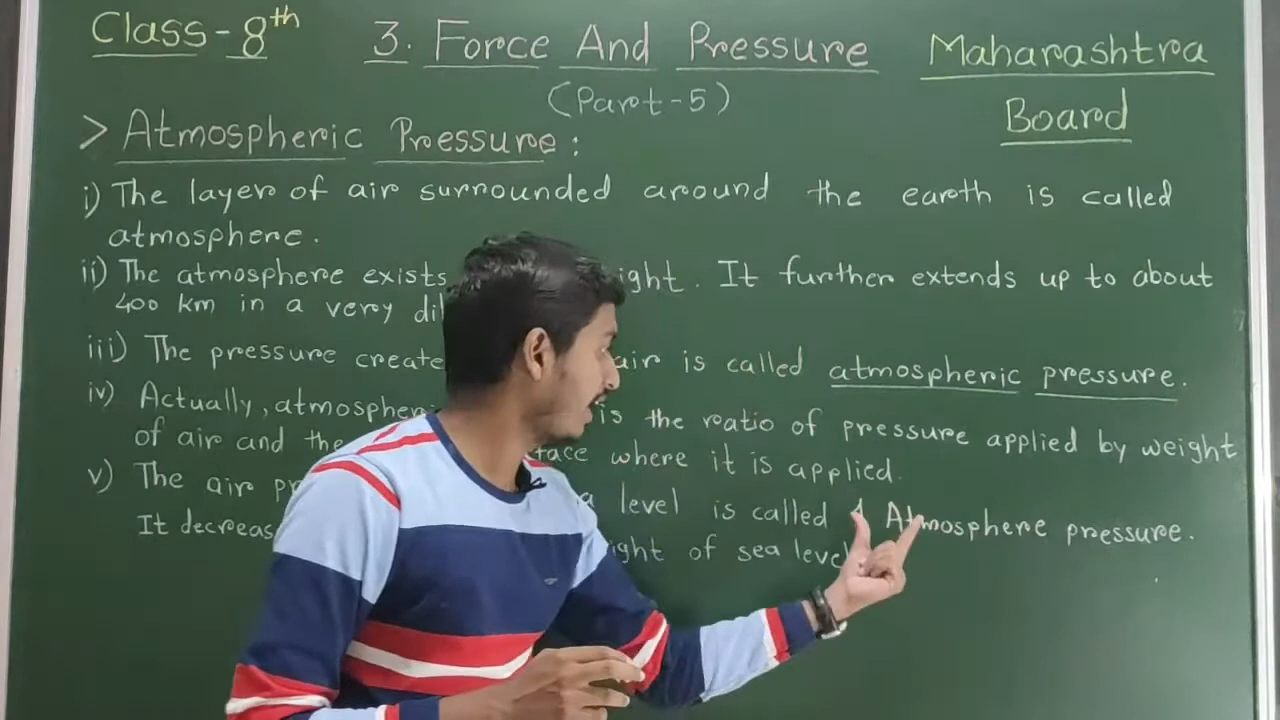 Class-8th
3. Force And Pressure
Maharashtra
Board
(Part-5)
> Atmospheric Pressure:
i) The layer of air surrounded around the earth is called
atmosphere.
ii) The atmosphere exists ight. It further extends up to about
400 km in a very dil
iii) The pressure create air is called atmospheric pressure.
iv) Actually, atmospheri is the ratio of pressure applied by weight
of air and the face where it is applied.
v) The air pr a level is called 1 Atmosphere pressure.
It decreas ight of sea level